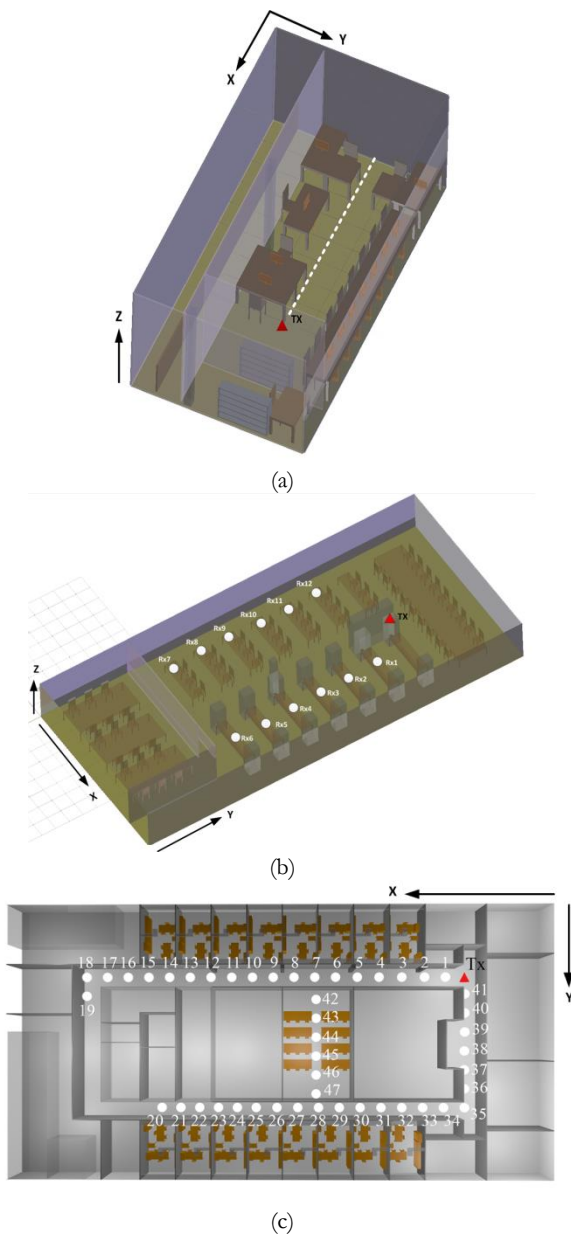 Y
X
Z
TX
(a)
Rx12
Rx11
Rx10
Rx9
Rx8
Rx7
TX
Rx1
Rx2
Rx3
Rx4
Rx5
Rx6
Z
X
Y
(b)
X
Y
18 17 16 15 14 13 12 11 10 9 8 7 6 5 4 3 2 1 Tx
19
42
41
43
40
44
39
45
38
46
37
47
36
20 21 22 23 24 25 26 27 28 29 30 31 32 33 34 35
(c)